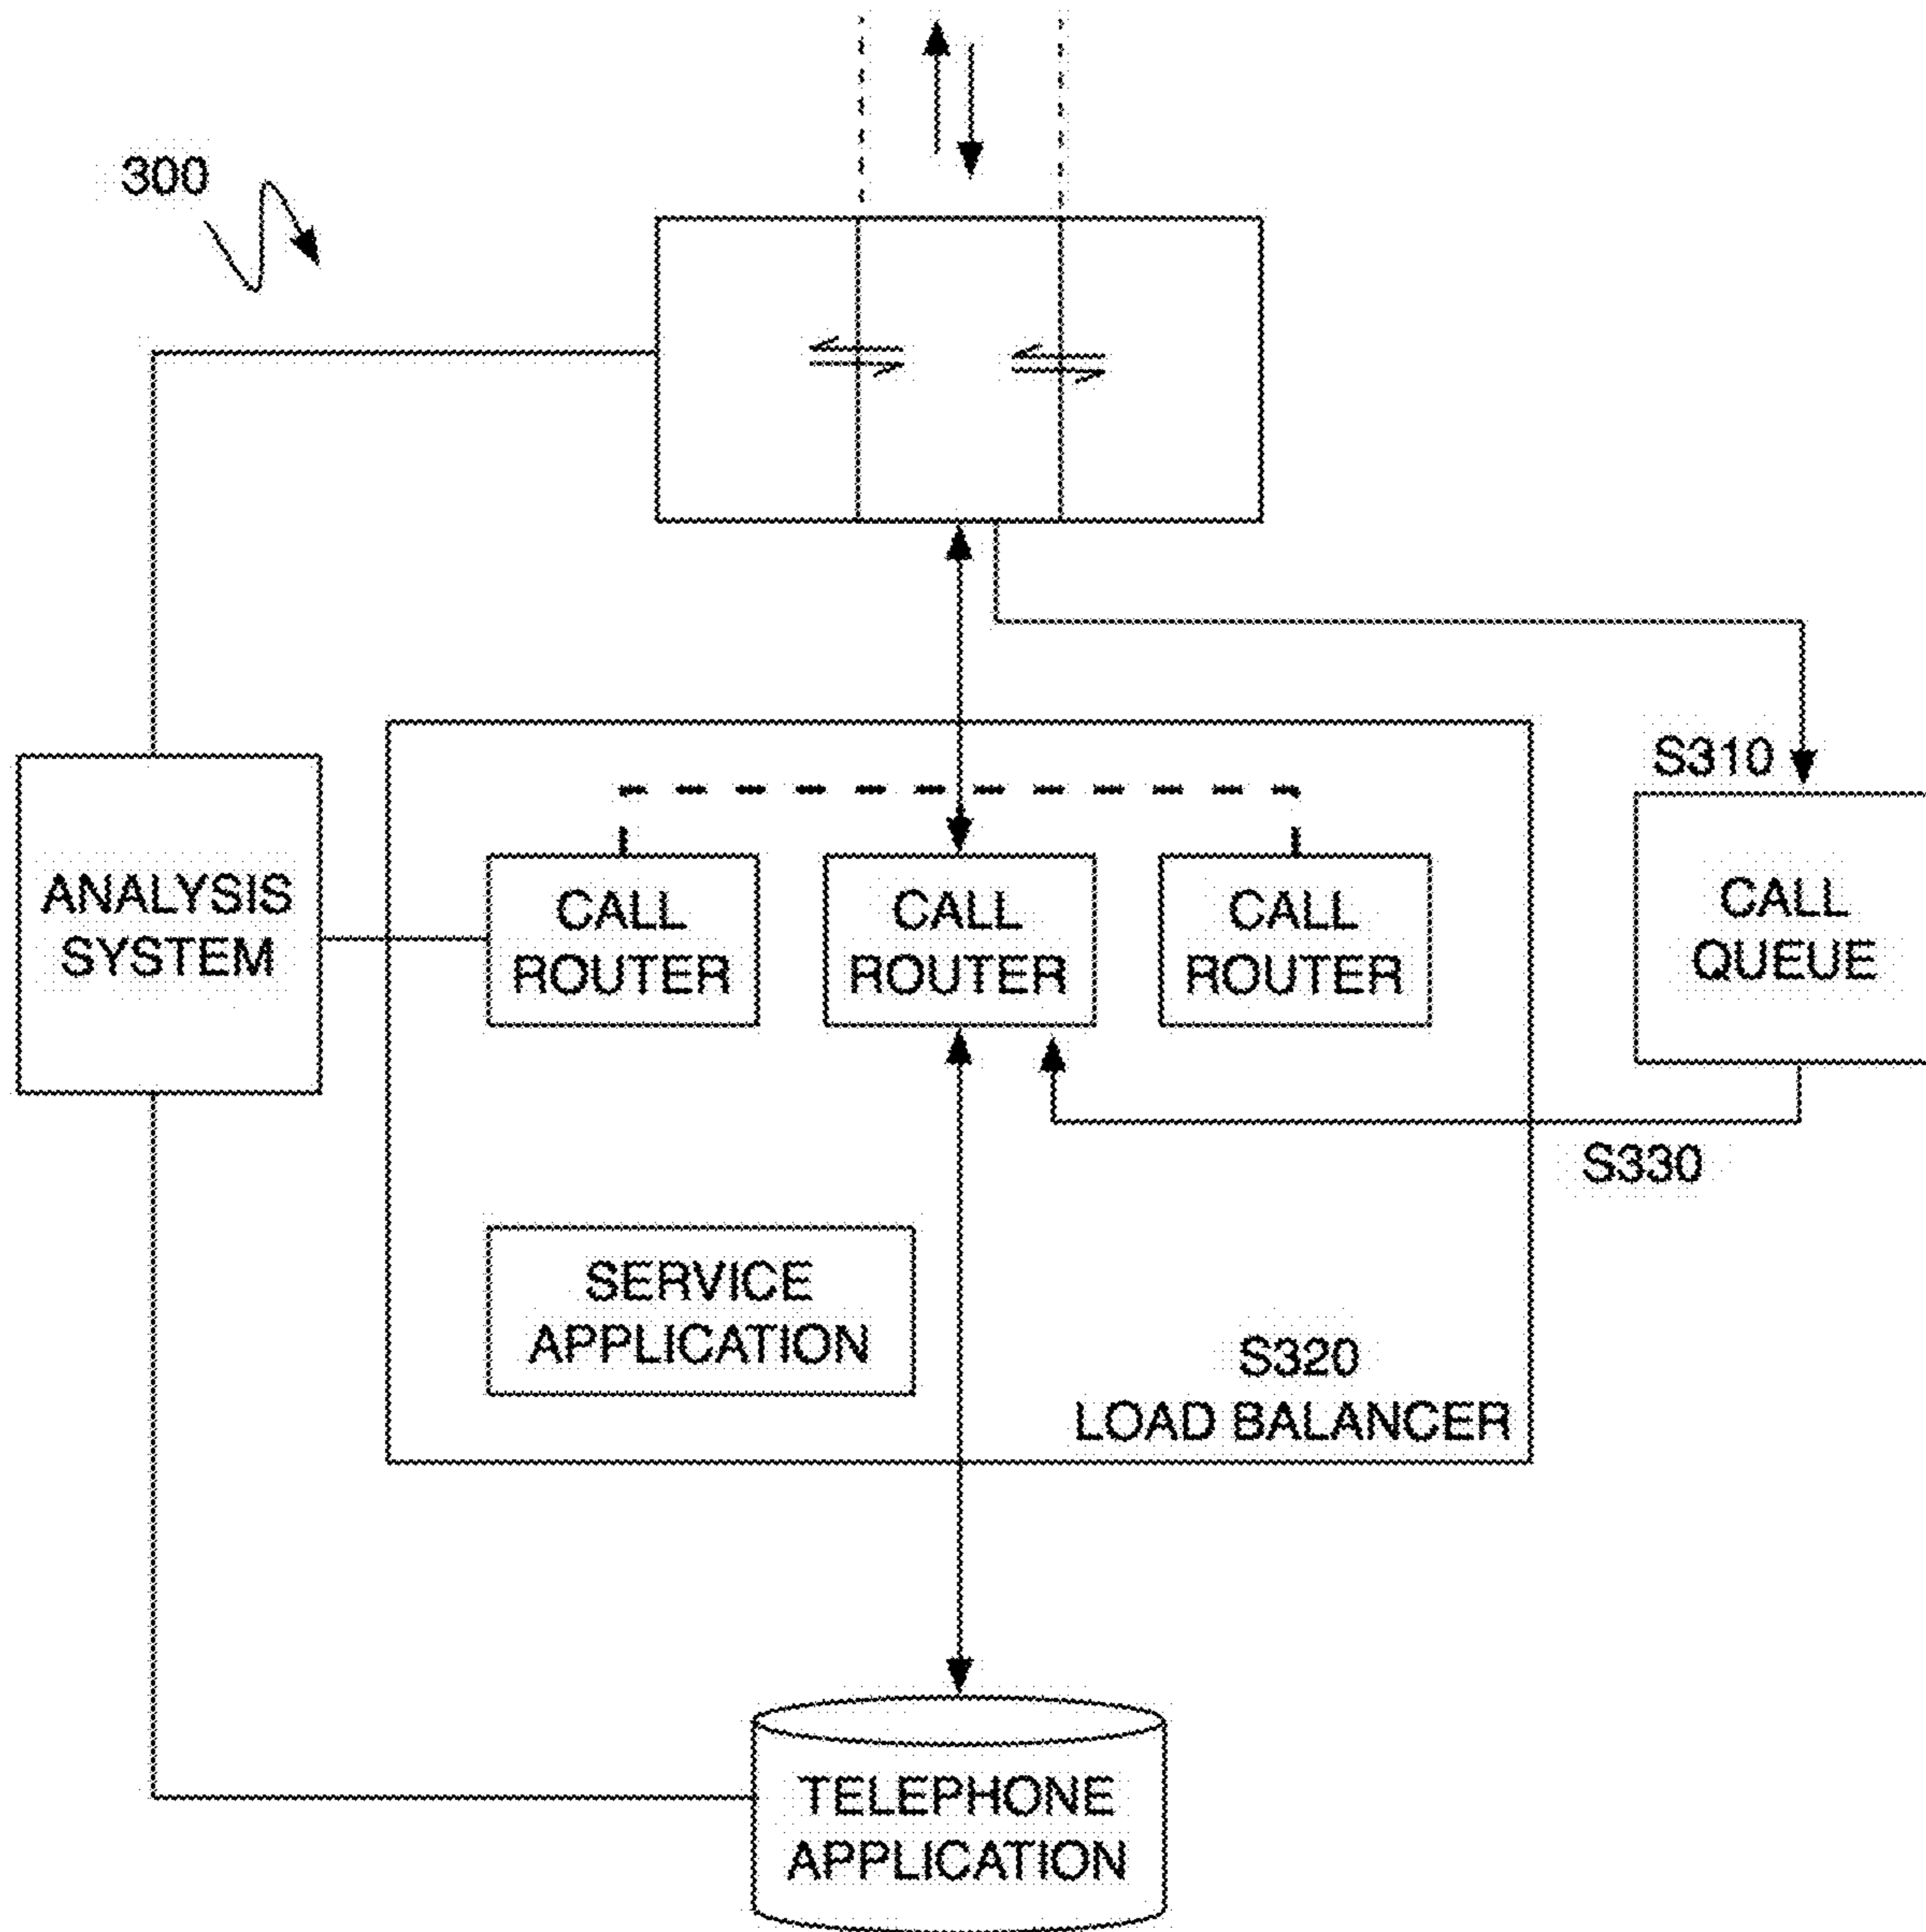 300
S310
ANALYSIS
SYSTEM
CALL
ROUTER
CALL
ROUTER
CALL
ROUTER
CALL
QUEUE
S330
SERVICE
APPLICATION
S320
LOAD BALANCER
TELEPHONE
APPLICATION